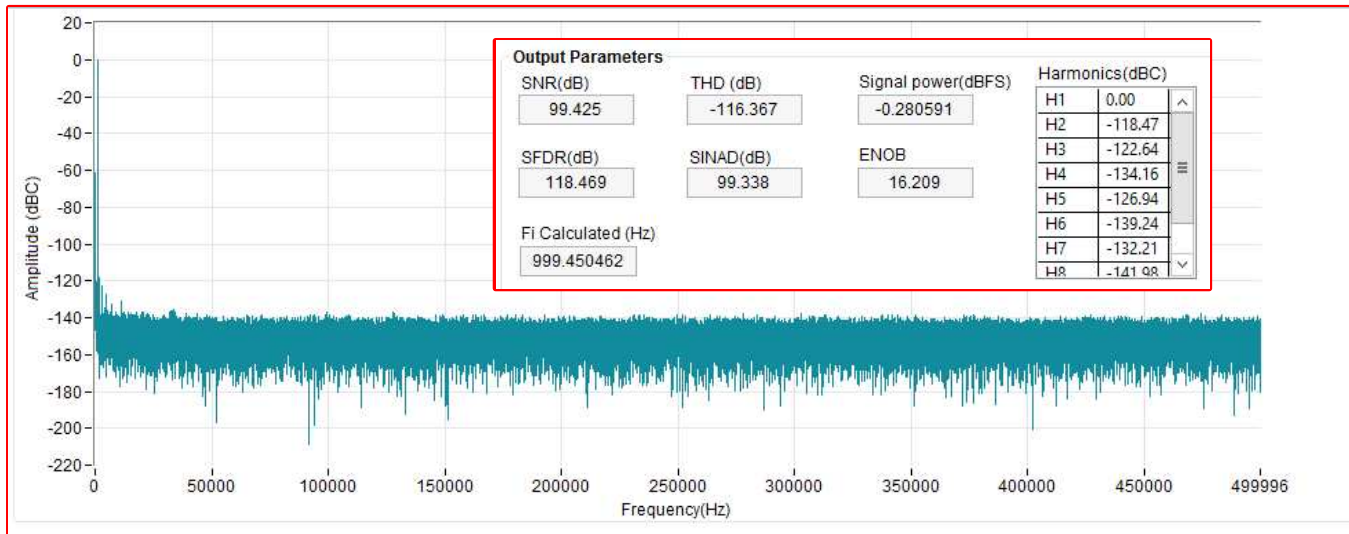 20
0
-20
-40
-60
-80
-100
-120
-140
-160
-180
-200
-220
Amplitude (dBC)
0 50000 100000 150000 200000 250000 300000 350000 400000 450000 499996
Frequency(Hz)
Output Parameters
SNR(dB) THD (dB) Signal power(dBFS)
99.425 -116.367 -0.280591
SFDR(dB) SINAD(dB) ENOB
118.469 99.338 16.209
Fi Calculated (Hz)
999.450462
Harmonics(dBC)
H1 0.00
H2 -118.47
H3 -122.64
H4 -134.16
H5 -126.94
H6 -139.24
H7 -132.21
H8 -141.98